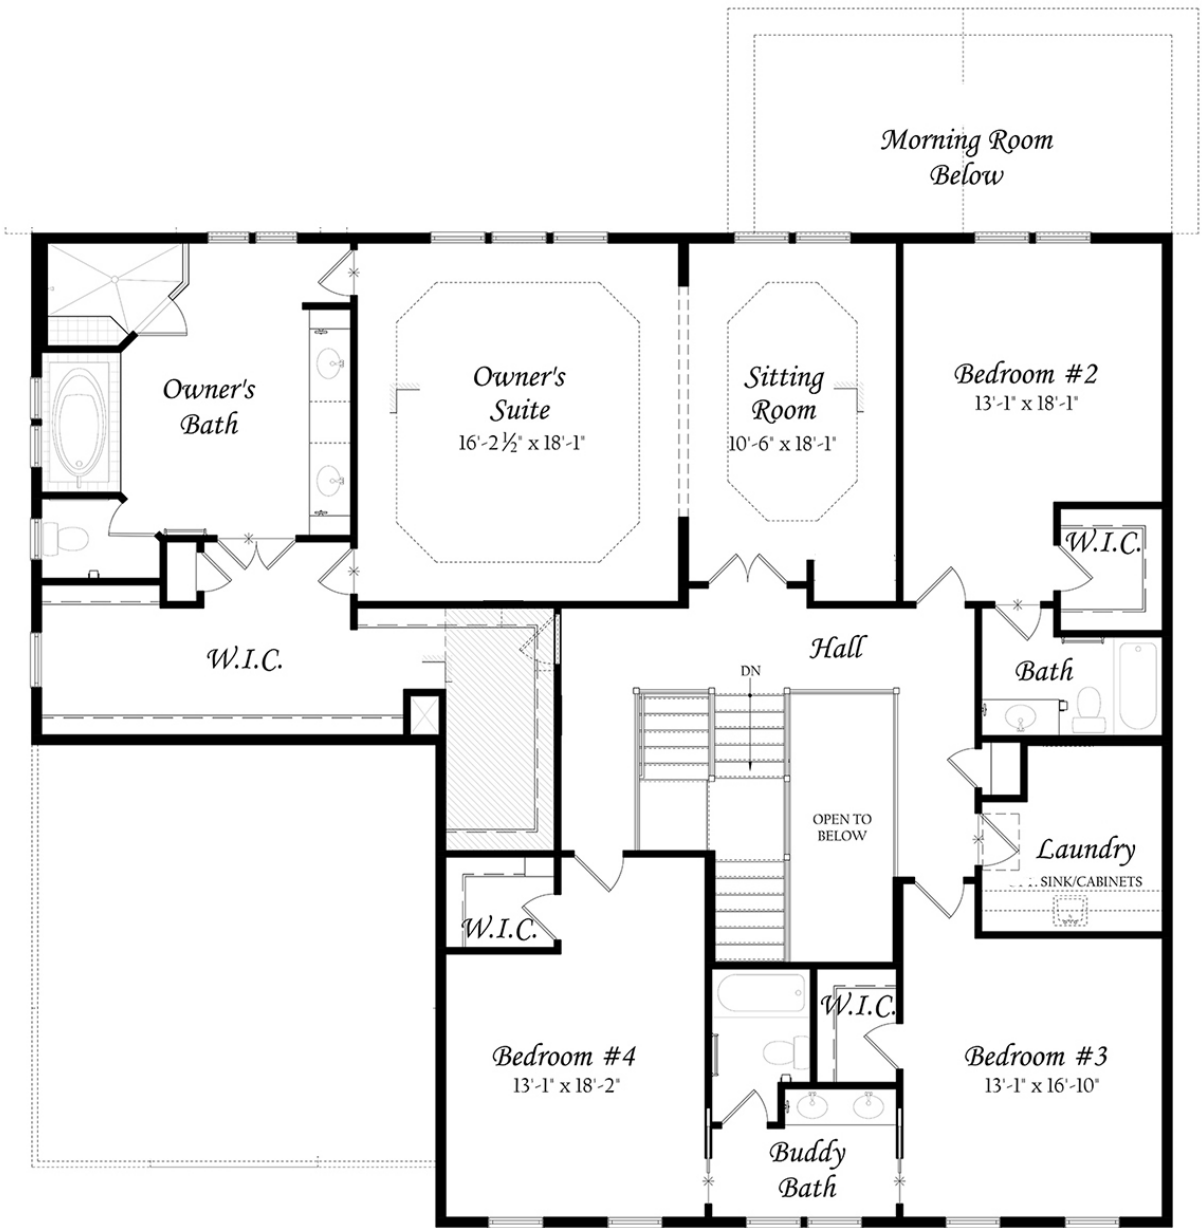 Morning Room
Below
Owner's
Bath
Owner's
Suite
16'-2 ½" x 18'-1"
Sitting
Room
10'-6" x 18'-1"
Bedroom #2
13'-1" x 18'-1"
W.I.C.
W.I.C.
Hall
Bath
DN
OPEN TO
BELOW
Laundry
SINK/CABINETS
W.I.C.
W.I.C.
Bedroom #4
13'-1" x 18'-2"
Bedroom #3
13'-1" x 16'-10"
Buddy
Bath